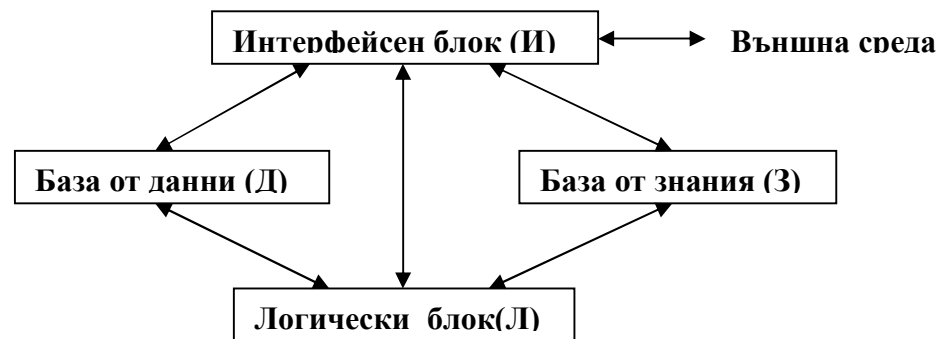 Интерфейсен блок (И)
Външна среда
База от данни (Д)
База от знания (З)
Логически блок(Л)